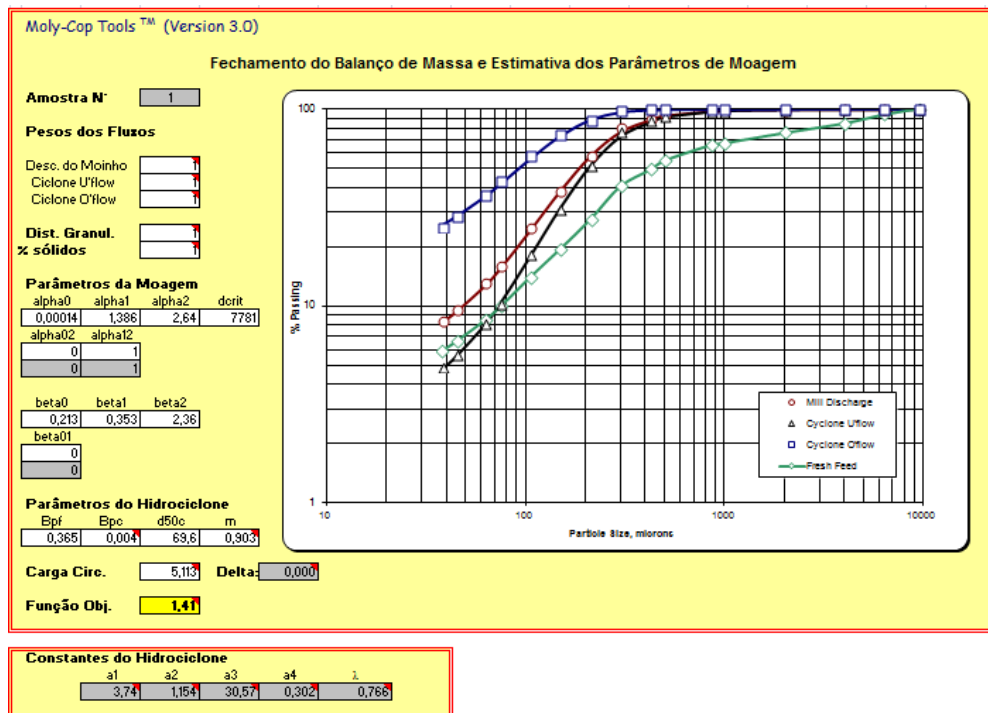 Moly-Cop Tools ™ (Version 3.0)
Fechamento do Balanço de Massa e Estimativa dos Parâmetros de Moagem
Amostra N° 1
Pesos dos Fluxos
Desc. do Moinho 1
Ciclone U'flow 1
Ciclone O'flow 1
Dist. Granul. 1
% sólidos 1
Parâmetros da Moagem
alpha0 alpha1 alpha2 dcrit
0,00014 1,386 2,64 7781
alpha02 alpha12
0 1
0 1
beta0 beta1 beta2
0,213 0,353 2,36
beta01
0
0
Parâmetros do Hidrociclone
Bpf Bpc d50c m
0,365 0,004 69,6 0,903
Carga Circ. 5,113 Delta: 0,000
Função Obj. 1,41
100
10
1
% Passing
10 100 1000 10000
Particle Size, microns
Mill Discharge
Cyclone U'flow
Cyclone O'flow
Fresh Feed
Constantes do Hidrociclone
a1 a2 a3 a4 λ
3,74 1,154 30,57 0,302 0,766